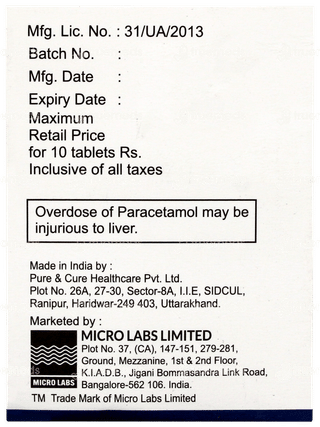 Mfg. Lic. No. : 31/UA/2013
Batch No. :
Mfg. Date :
Expiry Date :
Maximum
Retail Price
for 10 tablets Rs.
Inclusive of all taxes
Overdose of Paracetamol may be
injurious to liver.
Made in India by :
Pure & Cure Healthcare Pvt. Ltd.
Plot No. 26A, 27-30, Sector-8A, I.I.E, SIDCUL,
Ranipur, Haridwar-249 403, Uttarakhand.
Marketed by :
MICRO LABS LIMITED
Plot No. 37, (CA), 147-151, 279-281,
Ground, Mezzanine, 1st & 2nd Floor,
K.I.A.D.B., Jigani Bommasandra Link Road,
Bangalore-562 106. India.
MICRO LABS
TM Trade Mark of Micro Labs Limited